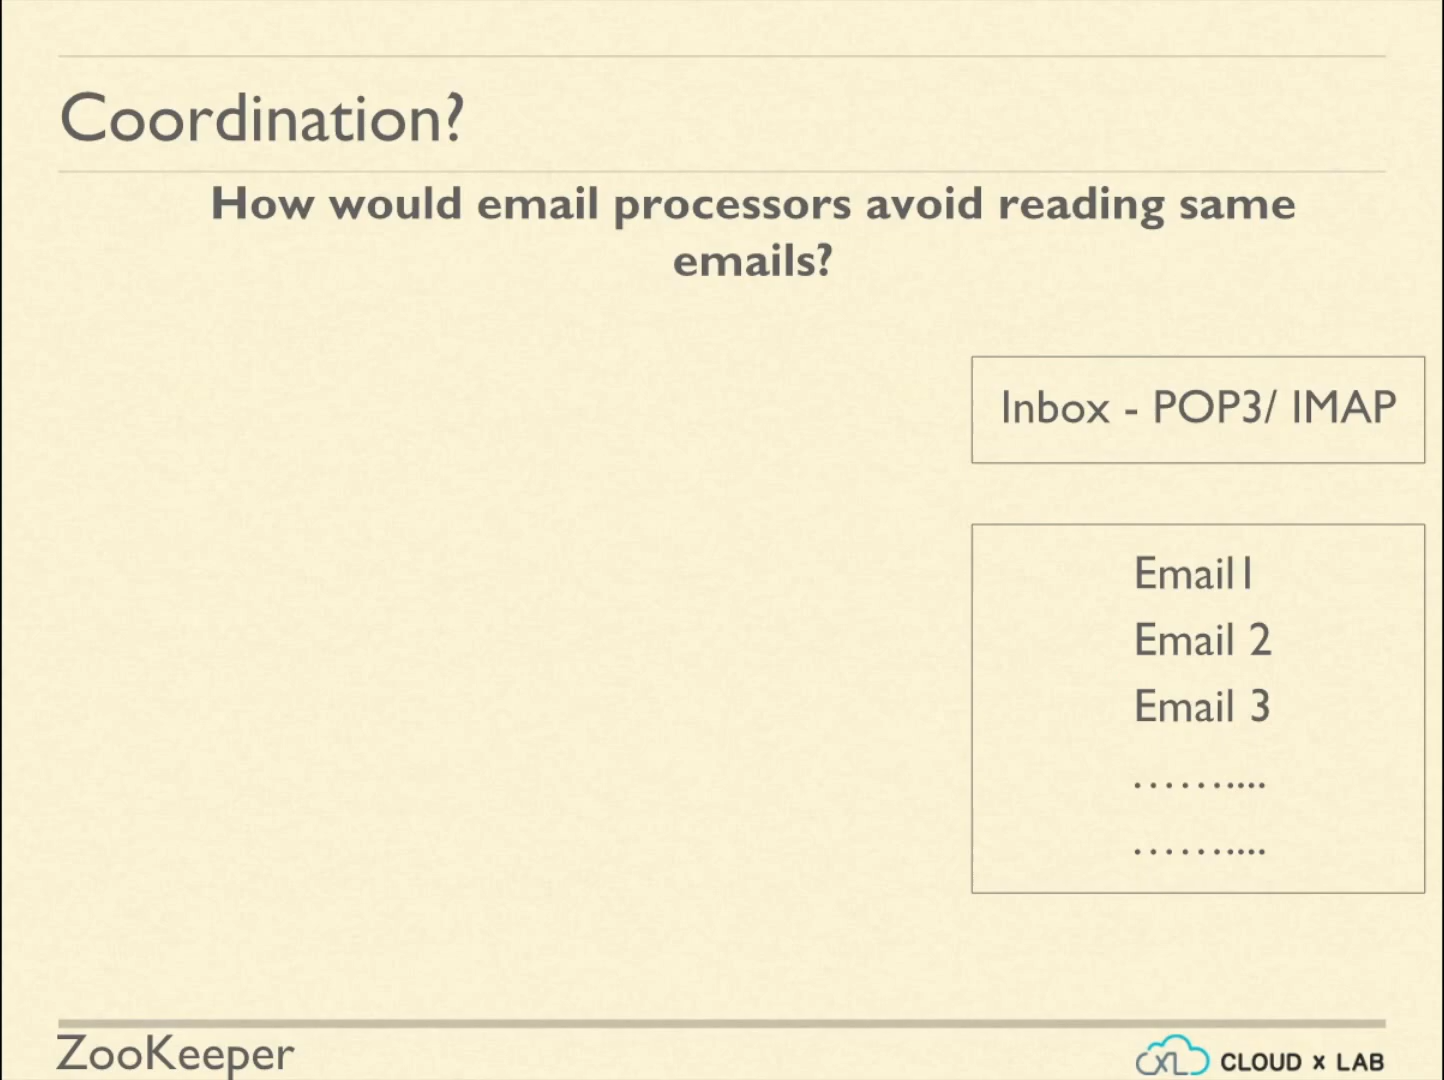 Coordination?
How would email processors avoid reading same
emails?
Inbox - POP3/ IMAP
Email1
Email 2
Email 3
………....
………....
ZooKeeper
CXL CLOUD x LAB